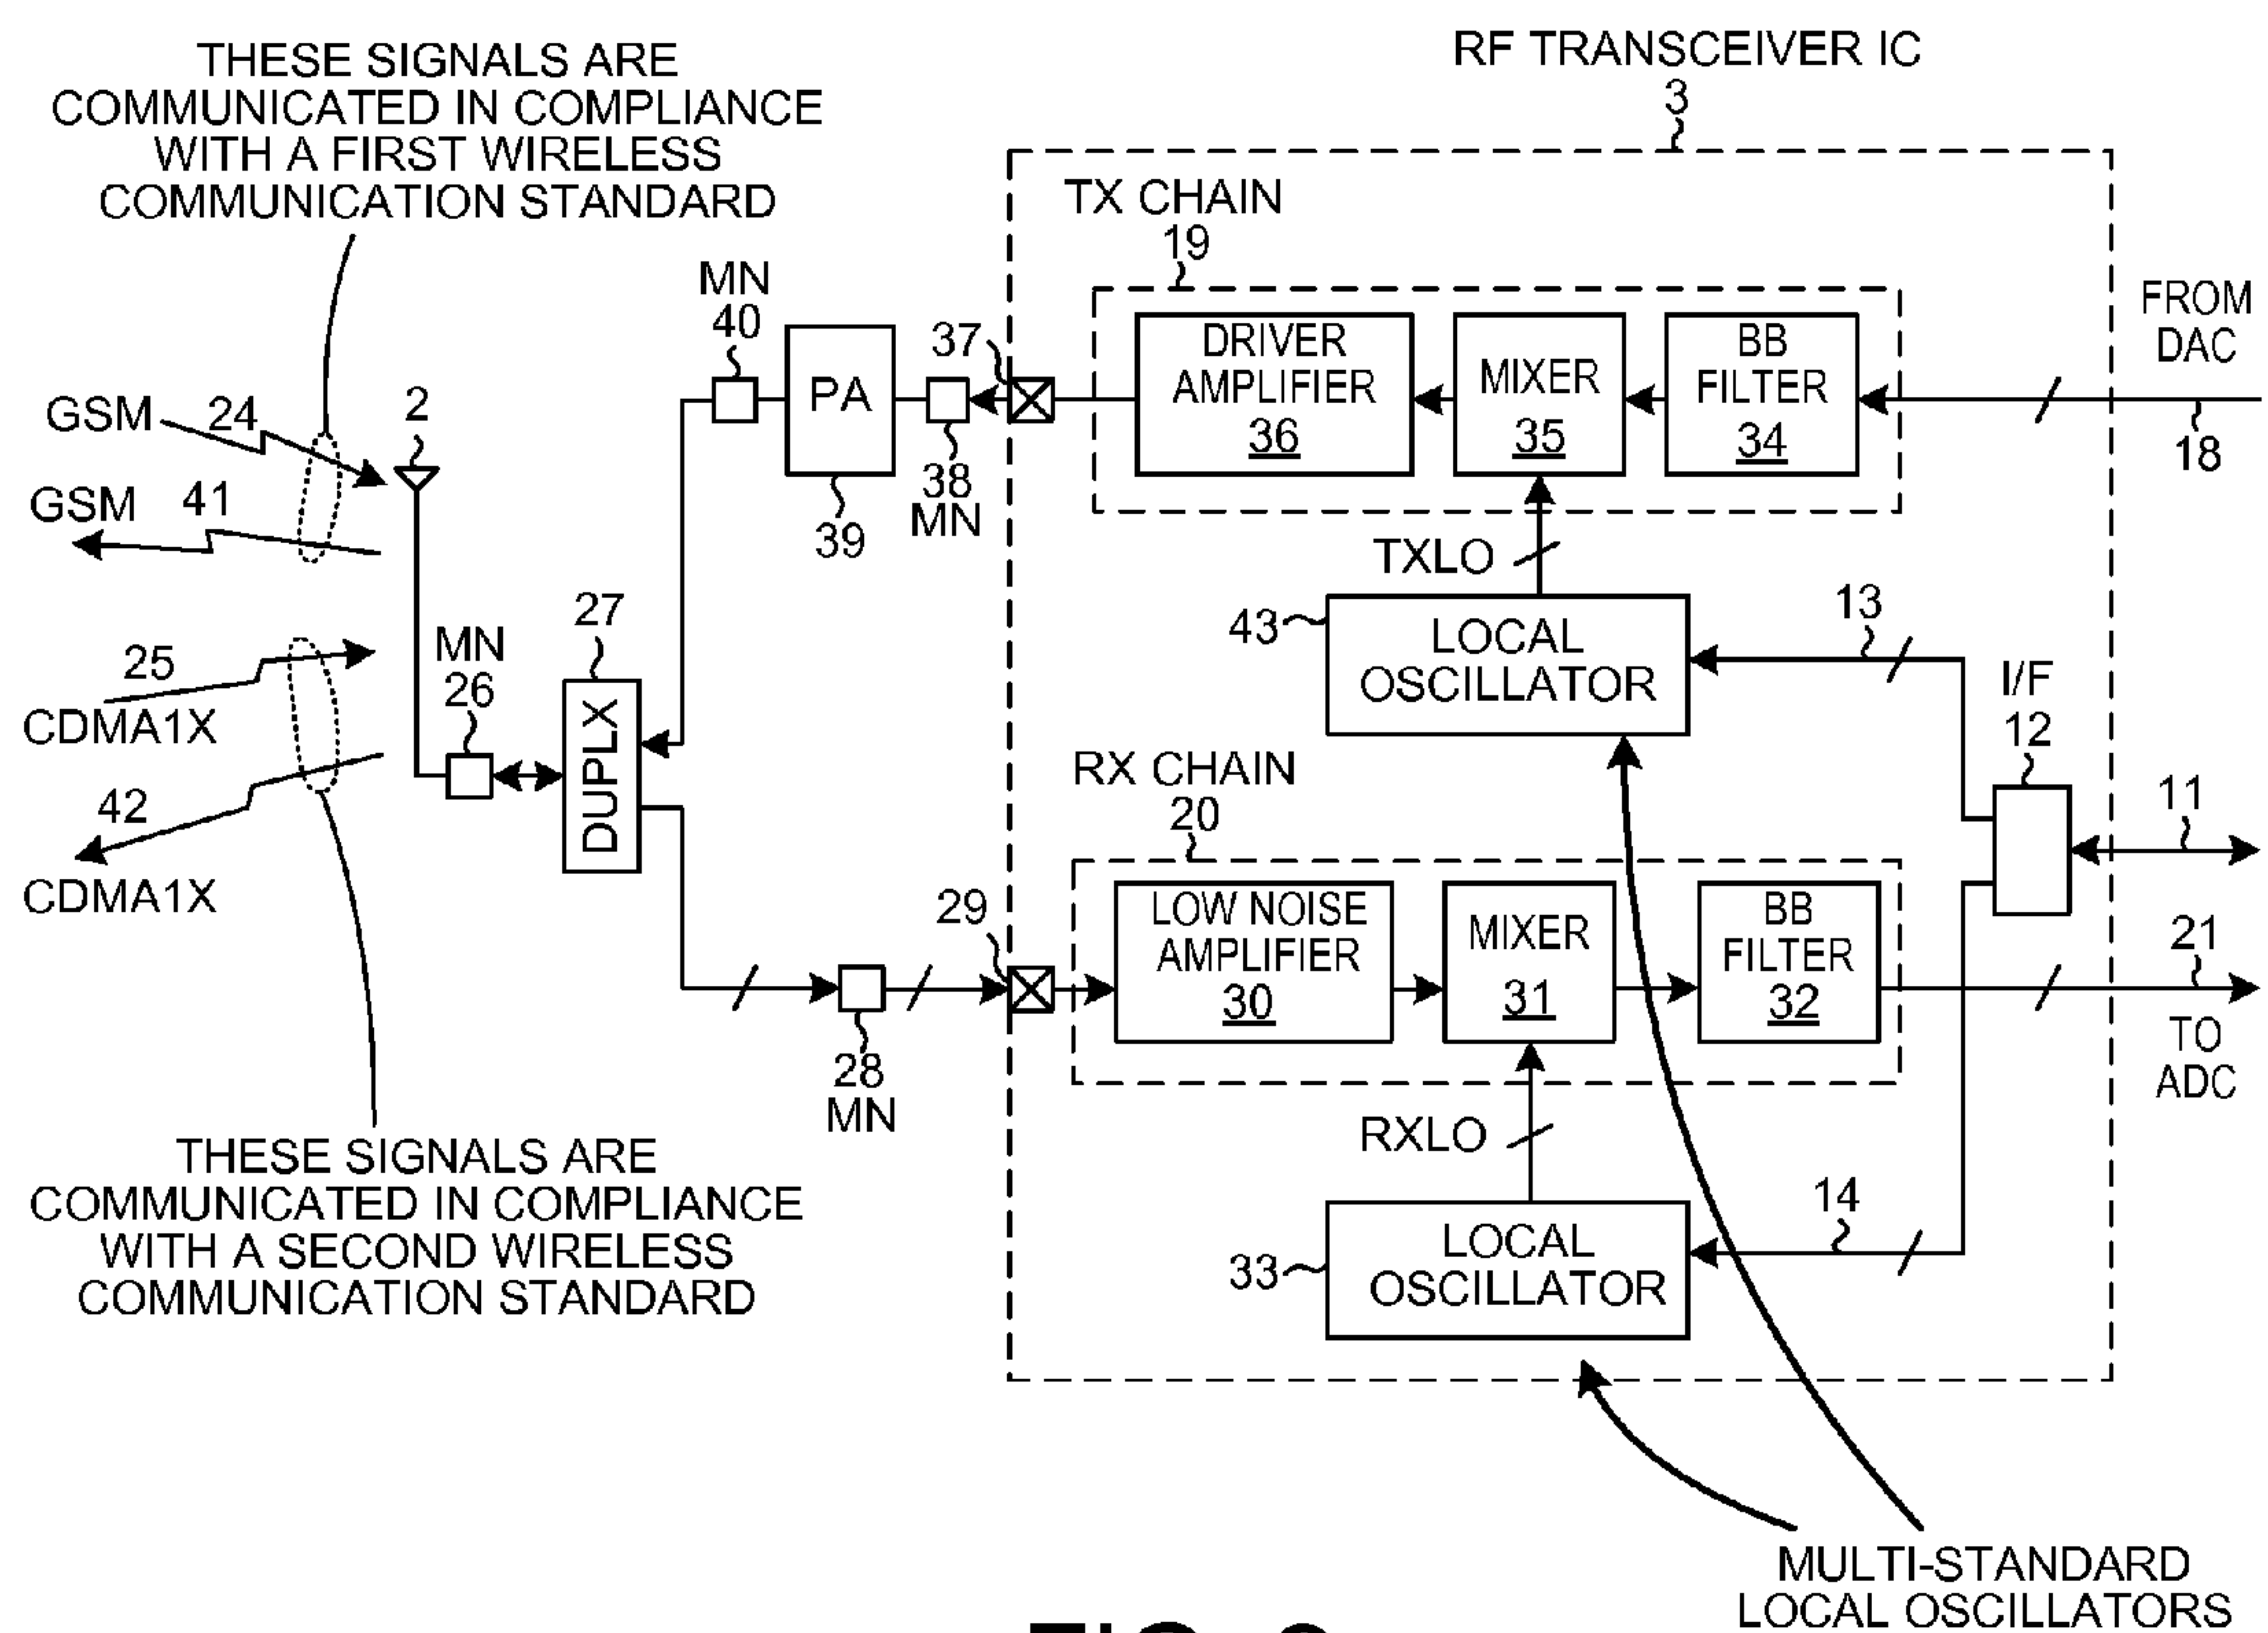 THESE SIGNALS ARE
COMMUNICATED IN COMPLIANCE
WITH A FIRST WIRELESS
COMMUNICATION STANDARD
RF TRANSCEIVER IC
3
TX CHAIN
19
MN
40
37
DRIVER
AMPLIFIER
36
MIXER
35
BB
FILTER
34
FROM
DAC
18
GSM
24
2
PA
39
38
MN
GSM
41
TXLO
43
LOCAL
OSCILLATOR
13
I/F
12
27
MN
26
25
CDMA1X
DUPLX
42
CDMA1X
RX CHAIN
20
11
29
LOW NOISE
AMPLIFIER
30
MIXER
31
BB
FILTER
32
21
TO
ADC
28
MN
RXLO
14
33
LOCAL
OSCILLATOR
THESE SIGNALS ARE
COMMUNICATED IN COMPLIANCE
WITH A SECOND WIRELESS
COMMUNICATION STANDARD
MULTI-STANDARD
LOCAL OSCILLATORS